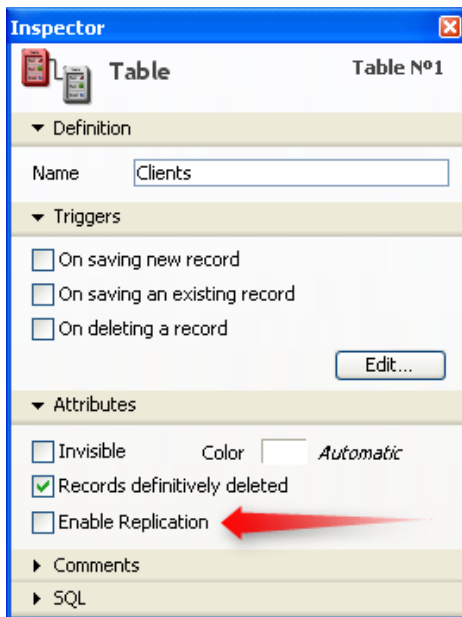 Inspector
Table Table Nº1
Definition
Name Clients
Triggers
On saving new record
On saving an existing record
On deleting a record
Edit...
Attributes
Invisible Color Automatic
Records definitively deleted
Enable Replication
Comments
SQL